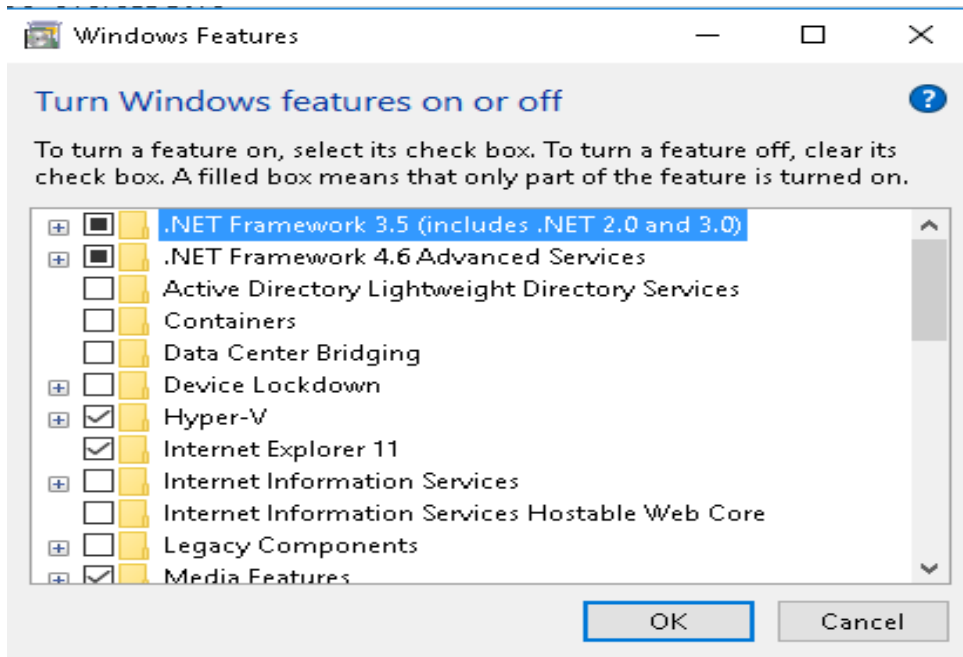 Windows Features
Turn Windows features on or off
To turn a feature on, select its check box. To turn a feature off, clear its
check box. A filled box means that only part of the feature is turned on.
.NET Framework 3.5 (includes .NET 2.0 and 3.0)
.NET Framework 4.6 Advanced Services
Active Directory Lightweight Directory Services
Containers
Data Center Bridging
Device Lockdown
Hyper-V
Internet Explorer 11
Internet Information Services
Internet Information Services Hostable Web Core
Legacy Components
Media Features
OK Cancel